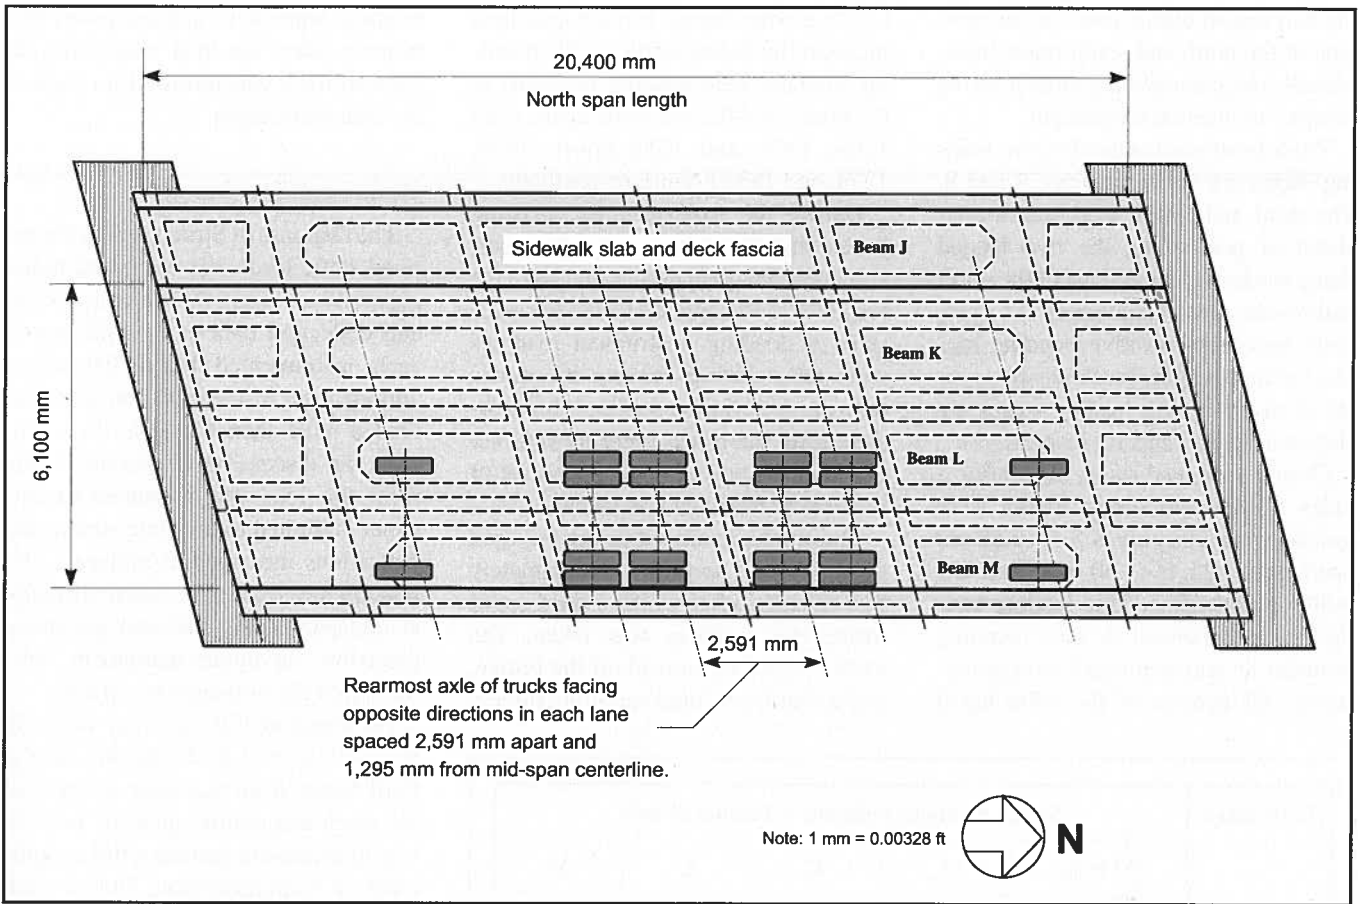 20,400 mm
North span length
Sidewalk slab and deck fascia
Beam J
Beam K
6,100 mm
Beam L
Beam M
2,591 mm
Rearmost axle of trucks facing
opposite directions in each lane
spaced 2,591 mm apart and
1,295 mm from mid-span centerline.
Note: 1 mm = 0.00328 ft
N